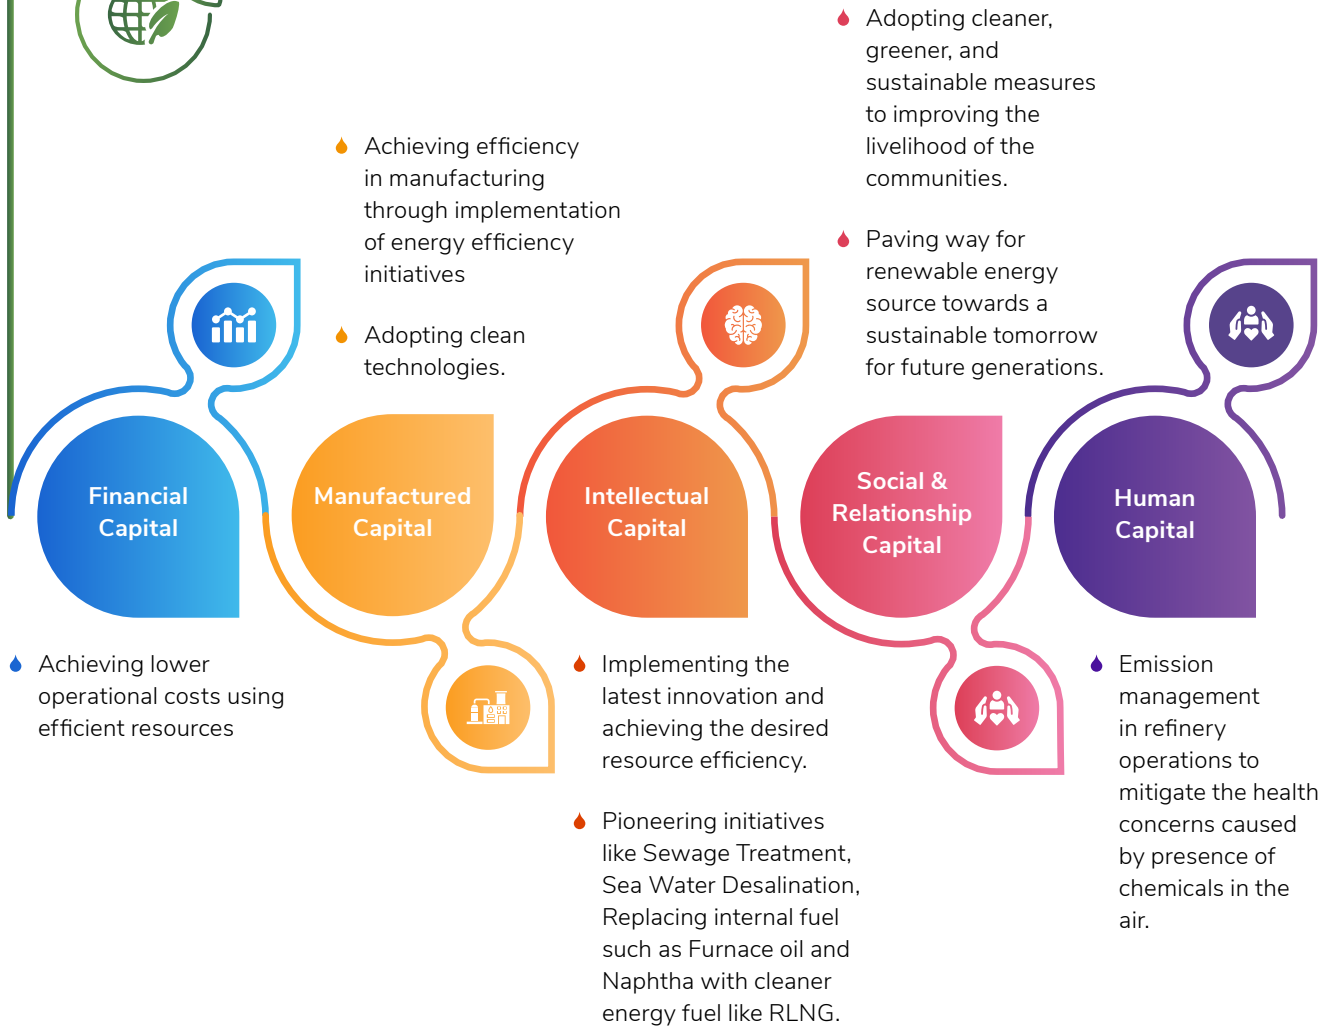 Financial
Capital
Achieving lower
operational costs using
efficient resources
Achieving efficiency
in manufacturing
through implementation
of energy efficiency
initiatives
Adopting clean
technologies.
Manufactured
Capital
Intellectual
Capital
Implementing the
latest innovation and
achieving the desired
resource efficiency.
Pioneering initiatives
like Sewage Treatment,
Sea Water Desalination,
Replacing internal fuel
such as Furnace oil and
Naphtha with cleaner
energy fuel like RLNG.
Adopting cleaner,
greener, and
sustainable measures
to improving the
livelihood of the
communities.
Paving way for
renewable energy
source towards a
sustainable tomorrow
for future generations.
Social &
Relationship
Capital
Human
Capital
Emission
management
in refinery
operations to
mitigate the health
concerns caused
by presence of
chemicals in the
air.